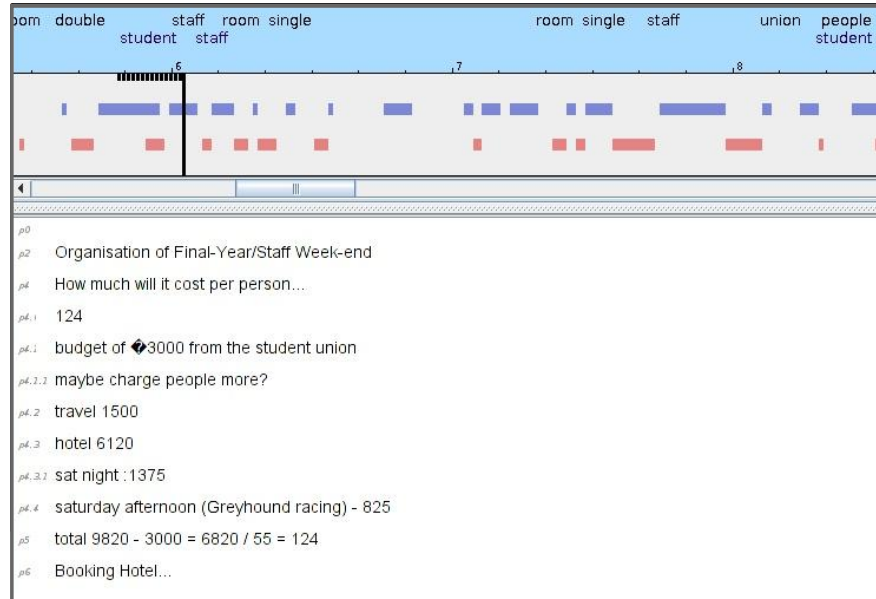 oom double staff room single room single staff union people
student staff student
6 7 8
p0
p2 Organisation of Final-Year/Staff Week-end
p4 How much will it cost per person...
124
budget of �3000 from the student union
maybe charge people more?
p4.2 travel 1500
p4.3 hotel 6120
sat night :1375
p4.4 saturday afternoon (Greyhound racing) - 825
p5 total 9820 - 3000 = 6820 / 55 = 124
p6 Booking Hotel...